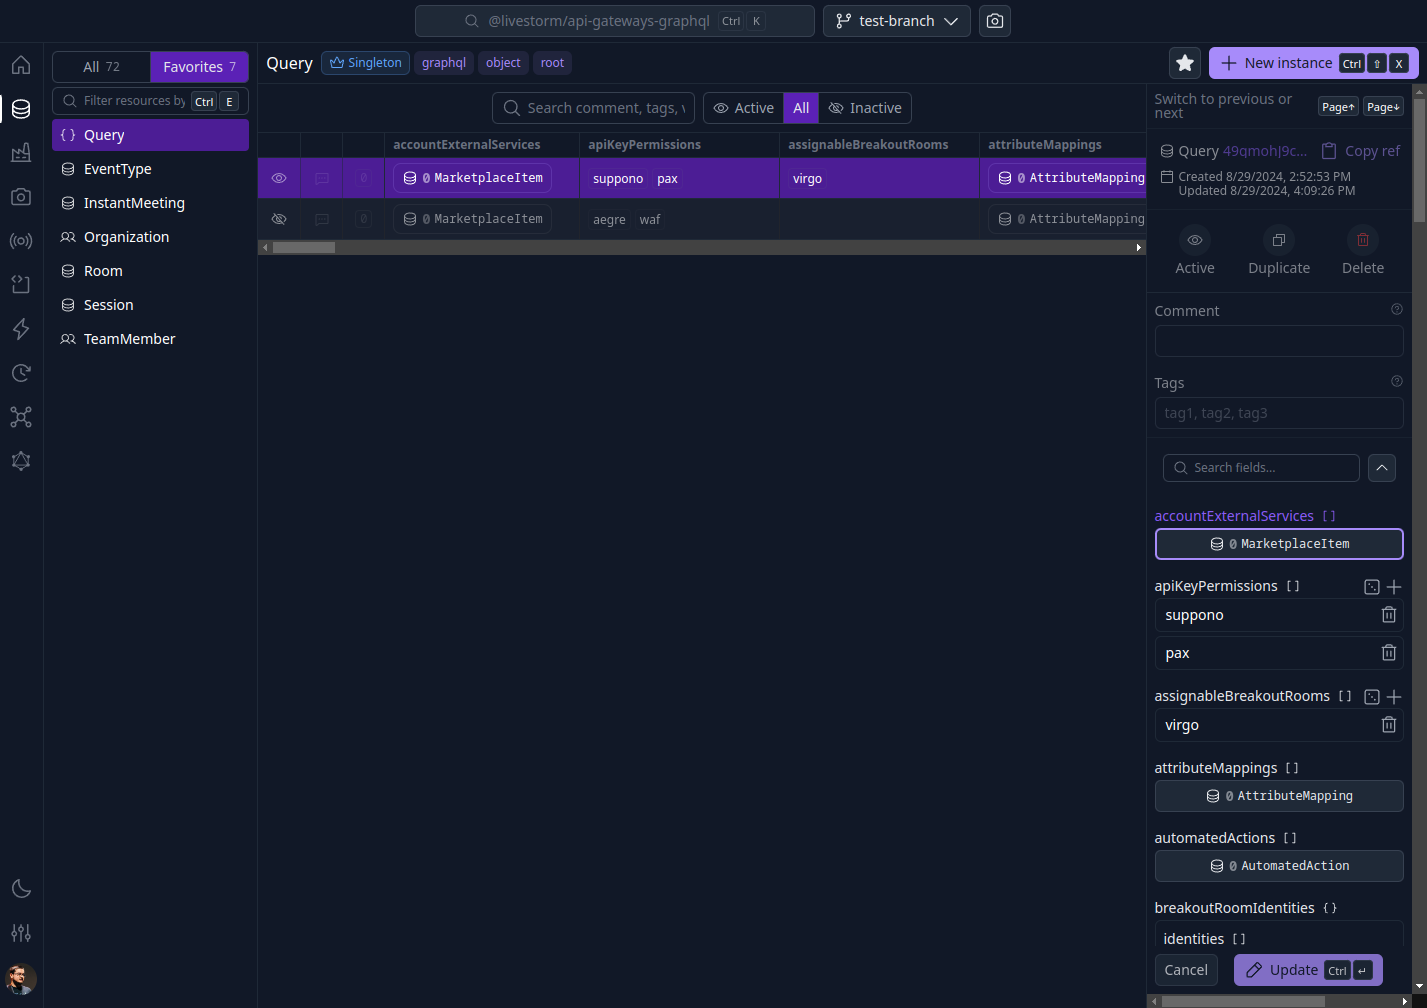 @livestorm/api-gateways-graphql Ctrl K
test-branch
All 72
Favorites 7
Filter resources by Ctrl E
Query
EventType
InstantMeeting
Organization
Room
Session
TeamMember
Query Singleton graphql object root
New instance Ctrl ⇧ X
Search comment, tags, v
Active All Inactive
accountExternalServices apiKeyPermissions assignableBreakoutRooms attributeMappings
0 0 MarketplaceItem suppono pax virgo 0 AttributeMapping
0 0 MarketplaceItem aegre waf 0 AttributeMapping
Switch to previous or
next
Page↑ Page↓
Query 49qmohJ9c... Copy ref
Created 8/29/2024, 2:52:53 PM
Updated 8/29/2024, 4:09:26 PM
Active Duplicate Delete
Comment
Tags
tag1, tag2, tag3
Search fields...
accountExternalServices []
0 MarketplaceItem
apiKeyPermissions []
suppono
pax
assignableBreakoutRooms []
virgo
attributeMappings []
0 AttributeMapping
automatedActions []
0 AutomatedAction
breakoutRoomIdentities {}
identities []
Cancel
Update Ctrl ↵